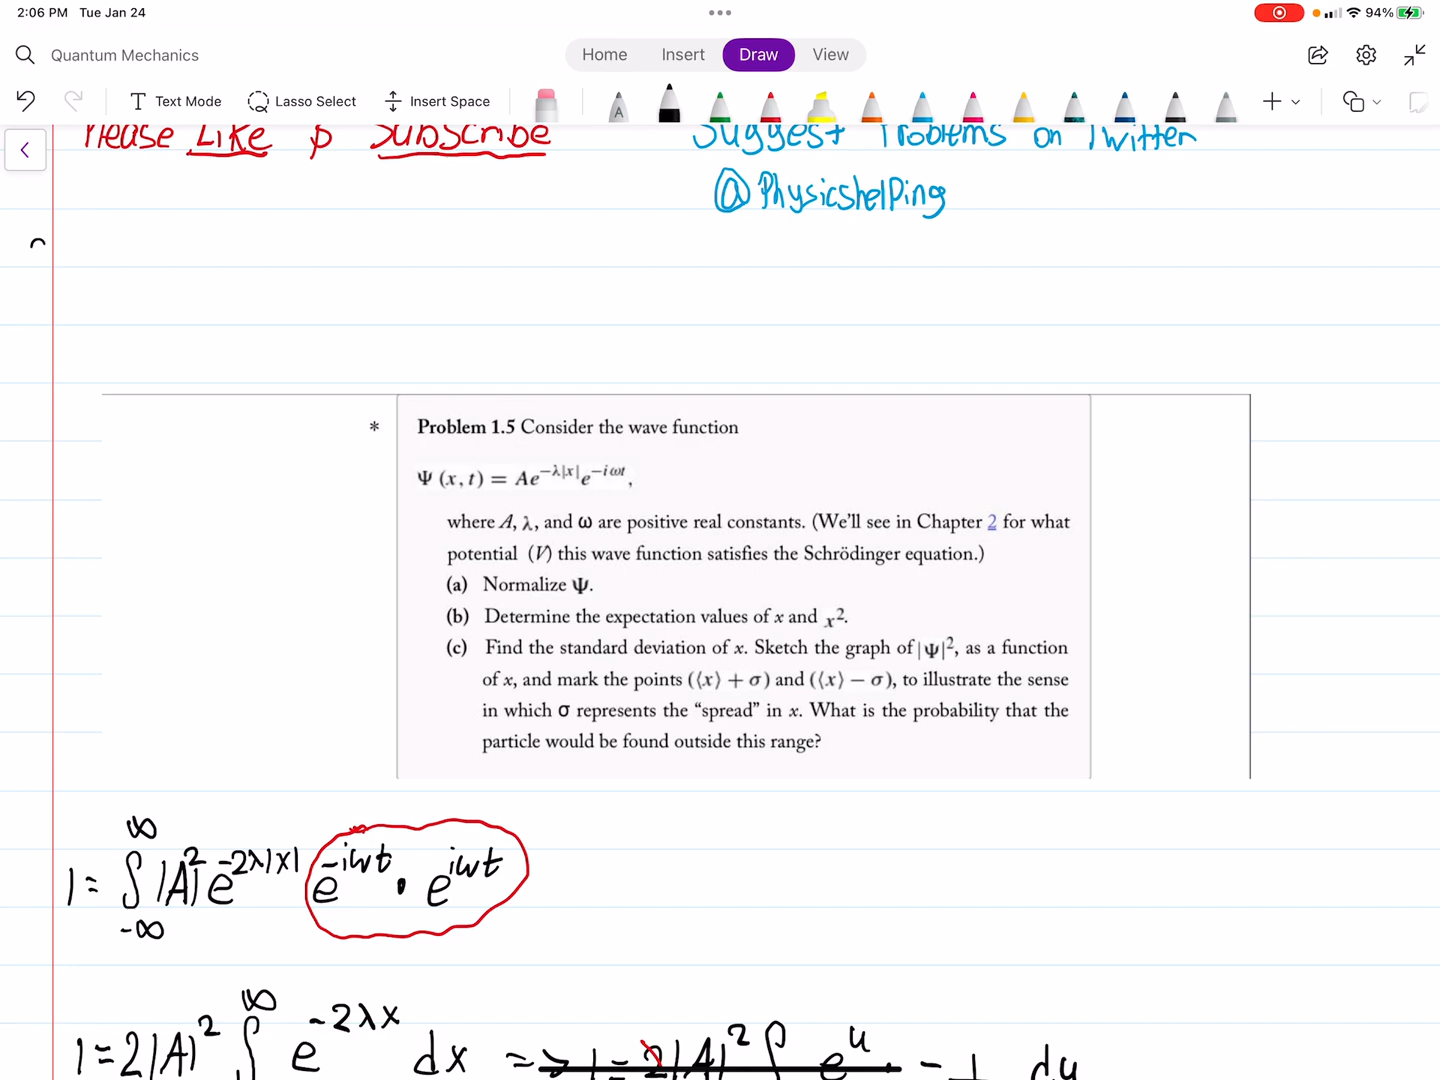 2:06 PM Tue Jan 24
94%
Quantum Mechanics
Home Insert Draw View
Text Mode Lasso Select Insert Space
A
Please Like & Subscribe
Suggest Problems on Twitter
@Physicshelping
* Problem 1.5 Consider the wave function
Ψ (x, t) = Ae^{−λ|x|}e^{−iωt},
where A, λ, and ω are positive real constants. (We'll see in Chapter 2 for what
potential (V) this wave function satisfies the Schrödinger equation.)
(a) Normalize Ψ.
(b) Determine the expectation values of x and x².
(c) Find the standard deviation of x. Sketch the graph of |Ψ|², as a function
of x, and mark the points (⟨x⟩ + σ) and (⟨x⟩ − σ), to illustrate the sense
in which σ represents the “spread” in x. What is the probability that the
particle would be found outside this range?
1 = ∫_{-∞}^{∞} |A|² e^{-2λ|x|} e^{-iωt} · e^{iωt}
1 = 2|A|² ∫^{∞} e^{-2λx} dx => 1 = 2|A|² ∫ e^{u} · - 1 du